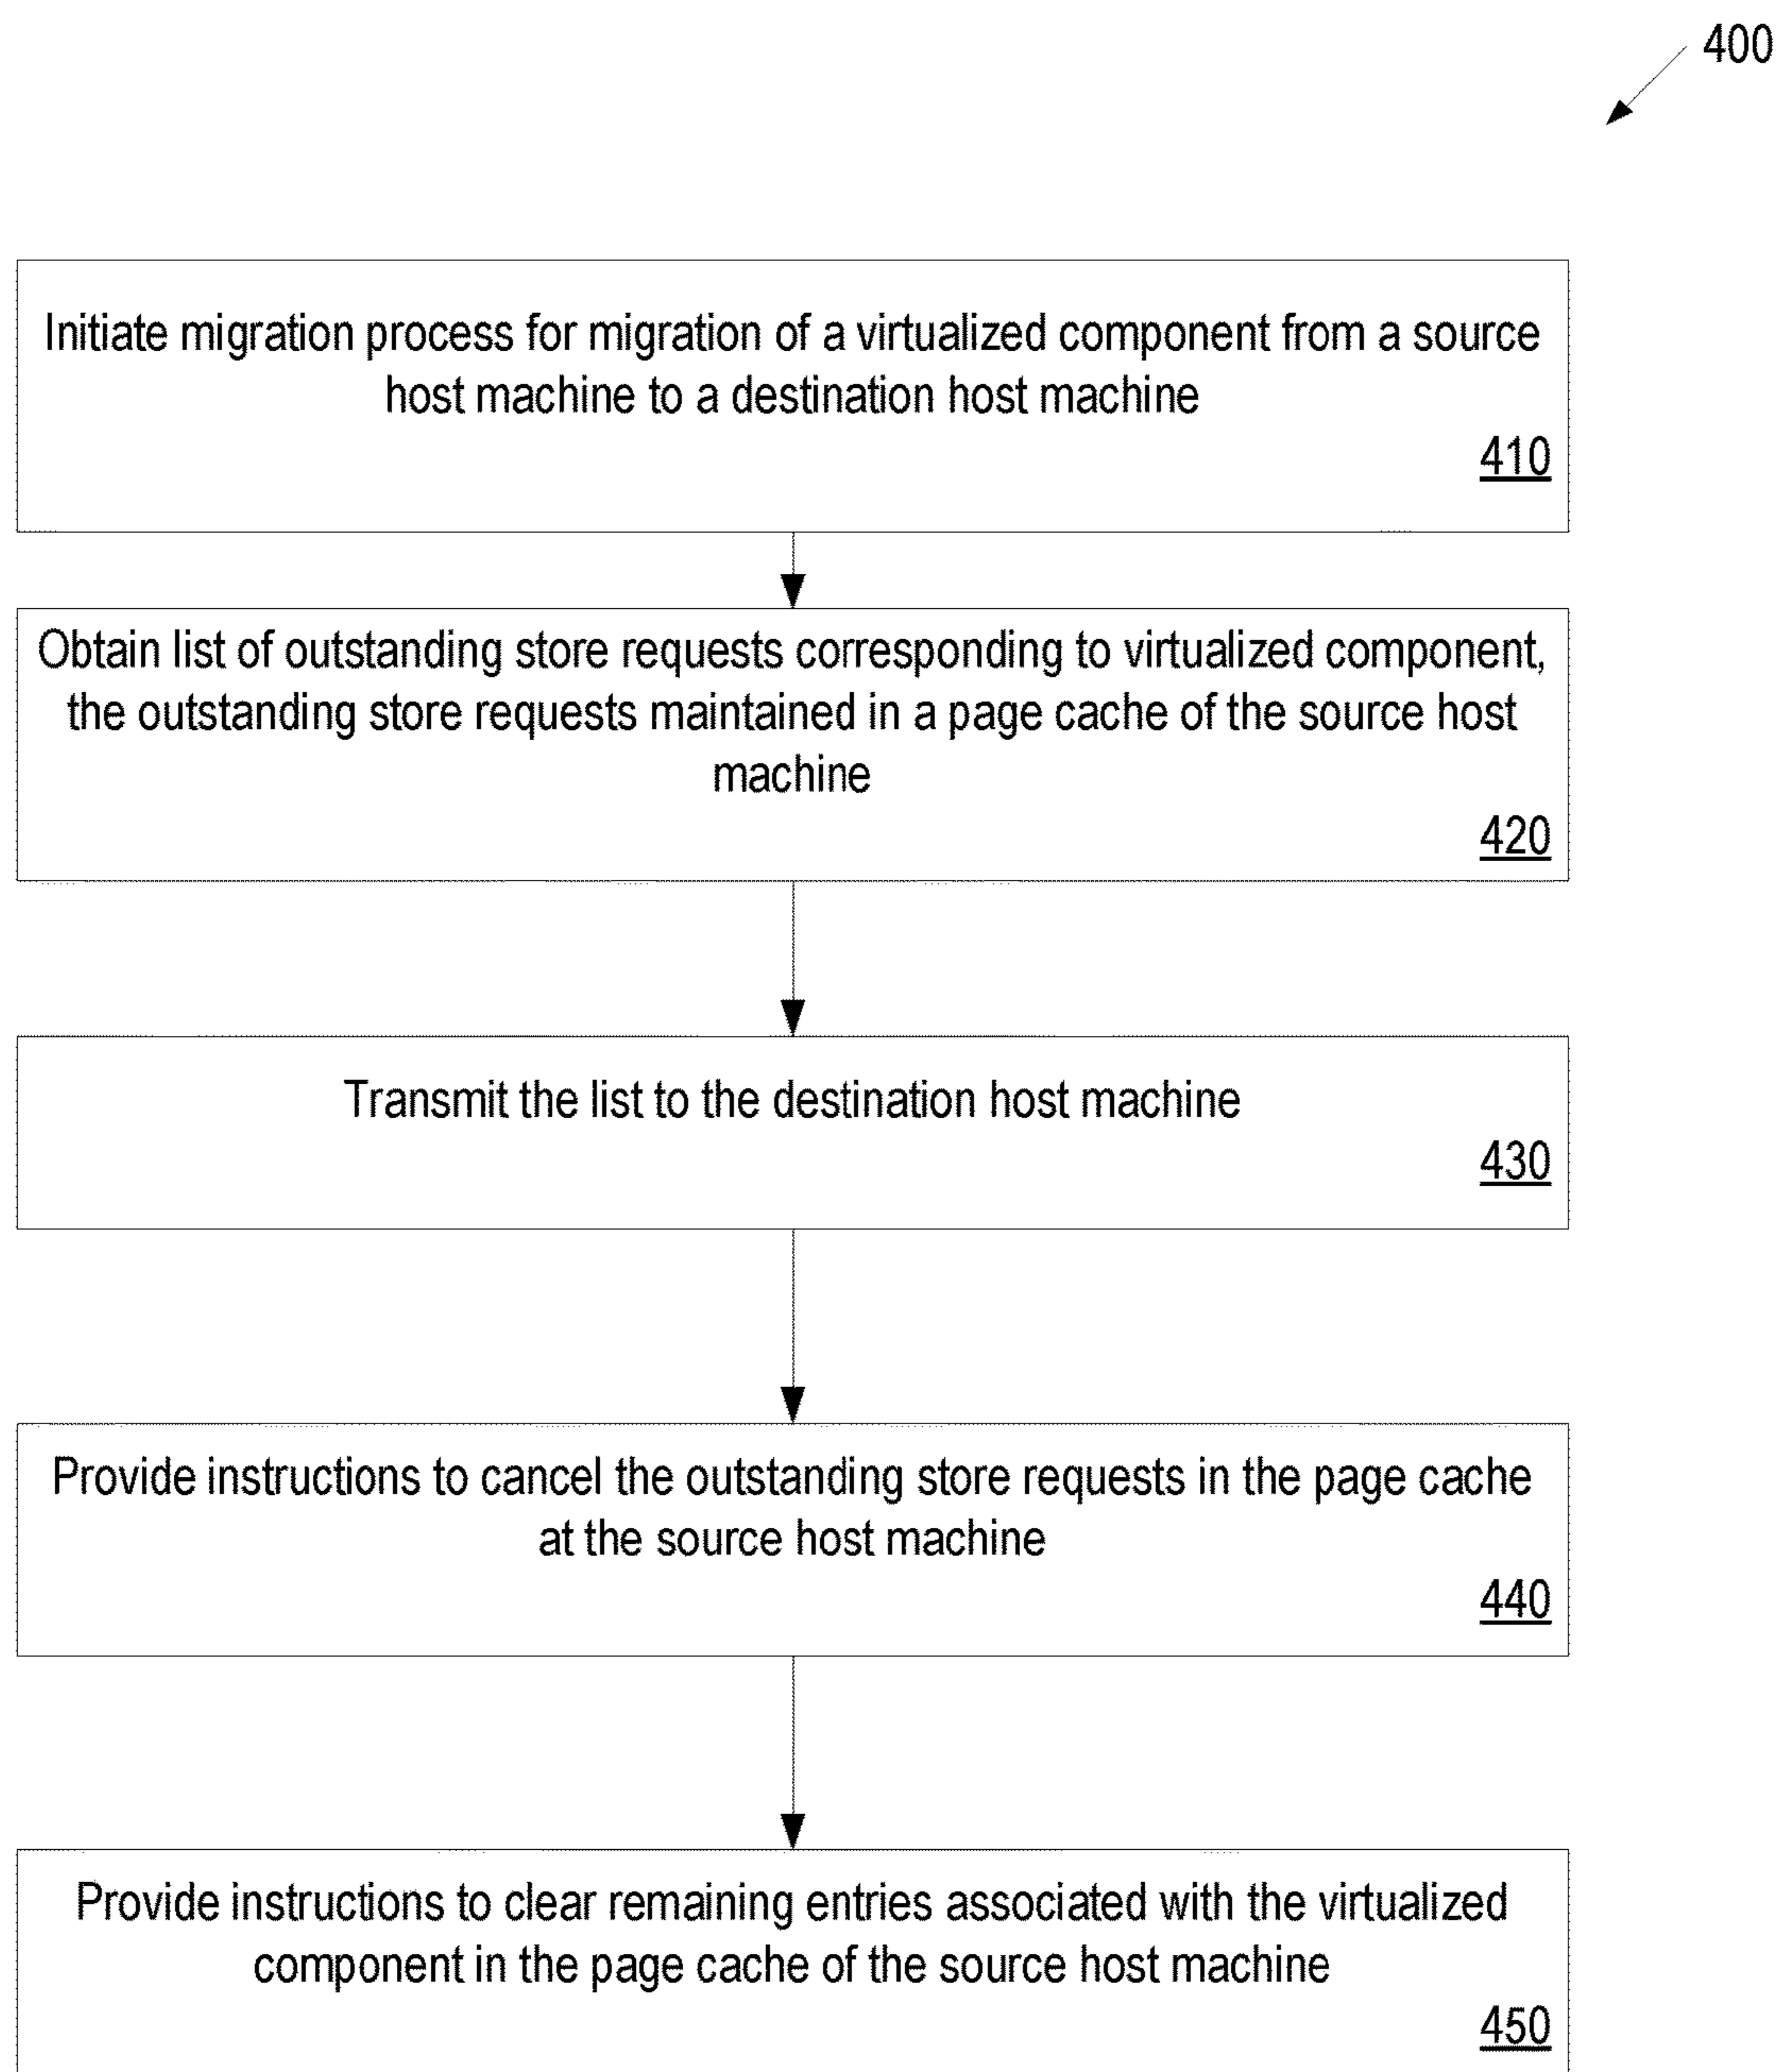 400
Initiate migration process for migration of a virtualized component from a source
host machine to a destination host machine
410
Obtain list of outstanding store requests corresponding to virtualized component,
the outstanding store requests maintained in a page cache of the source host
machine
420
Transmit the list to the destination host machine
430
Provide instructions to cancel the outstanding store requests in the page cache
at the source host machine
440
Provide instructions to clear remaining entries associated with the virtualized
component in the page cache of the source host machine
450